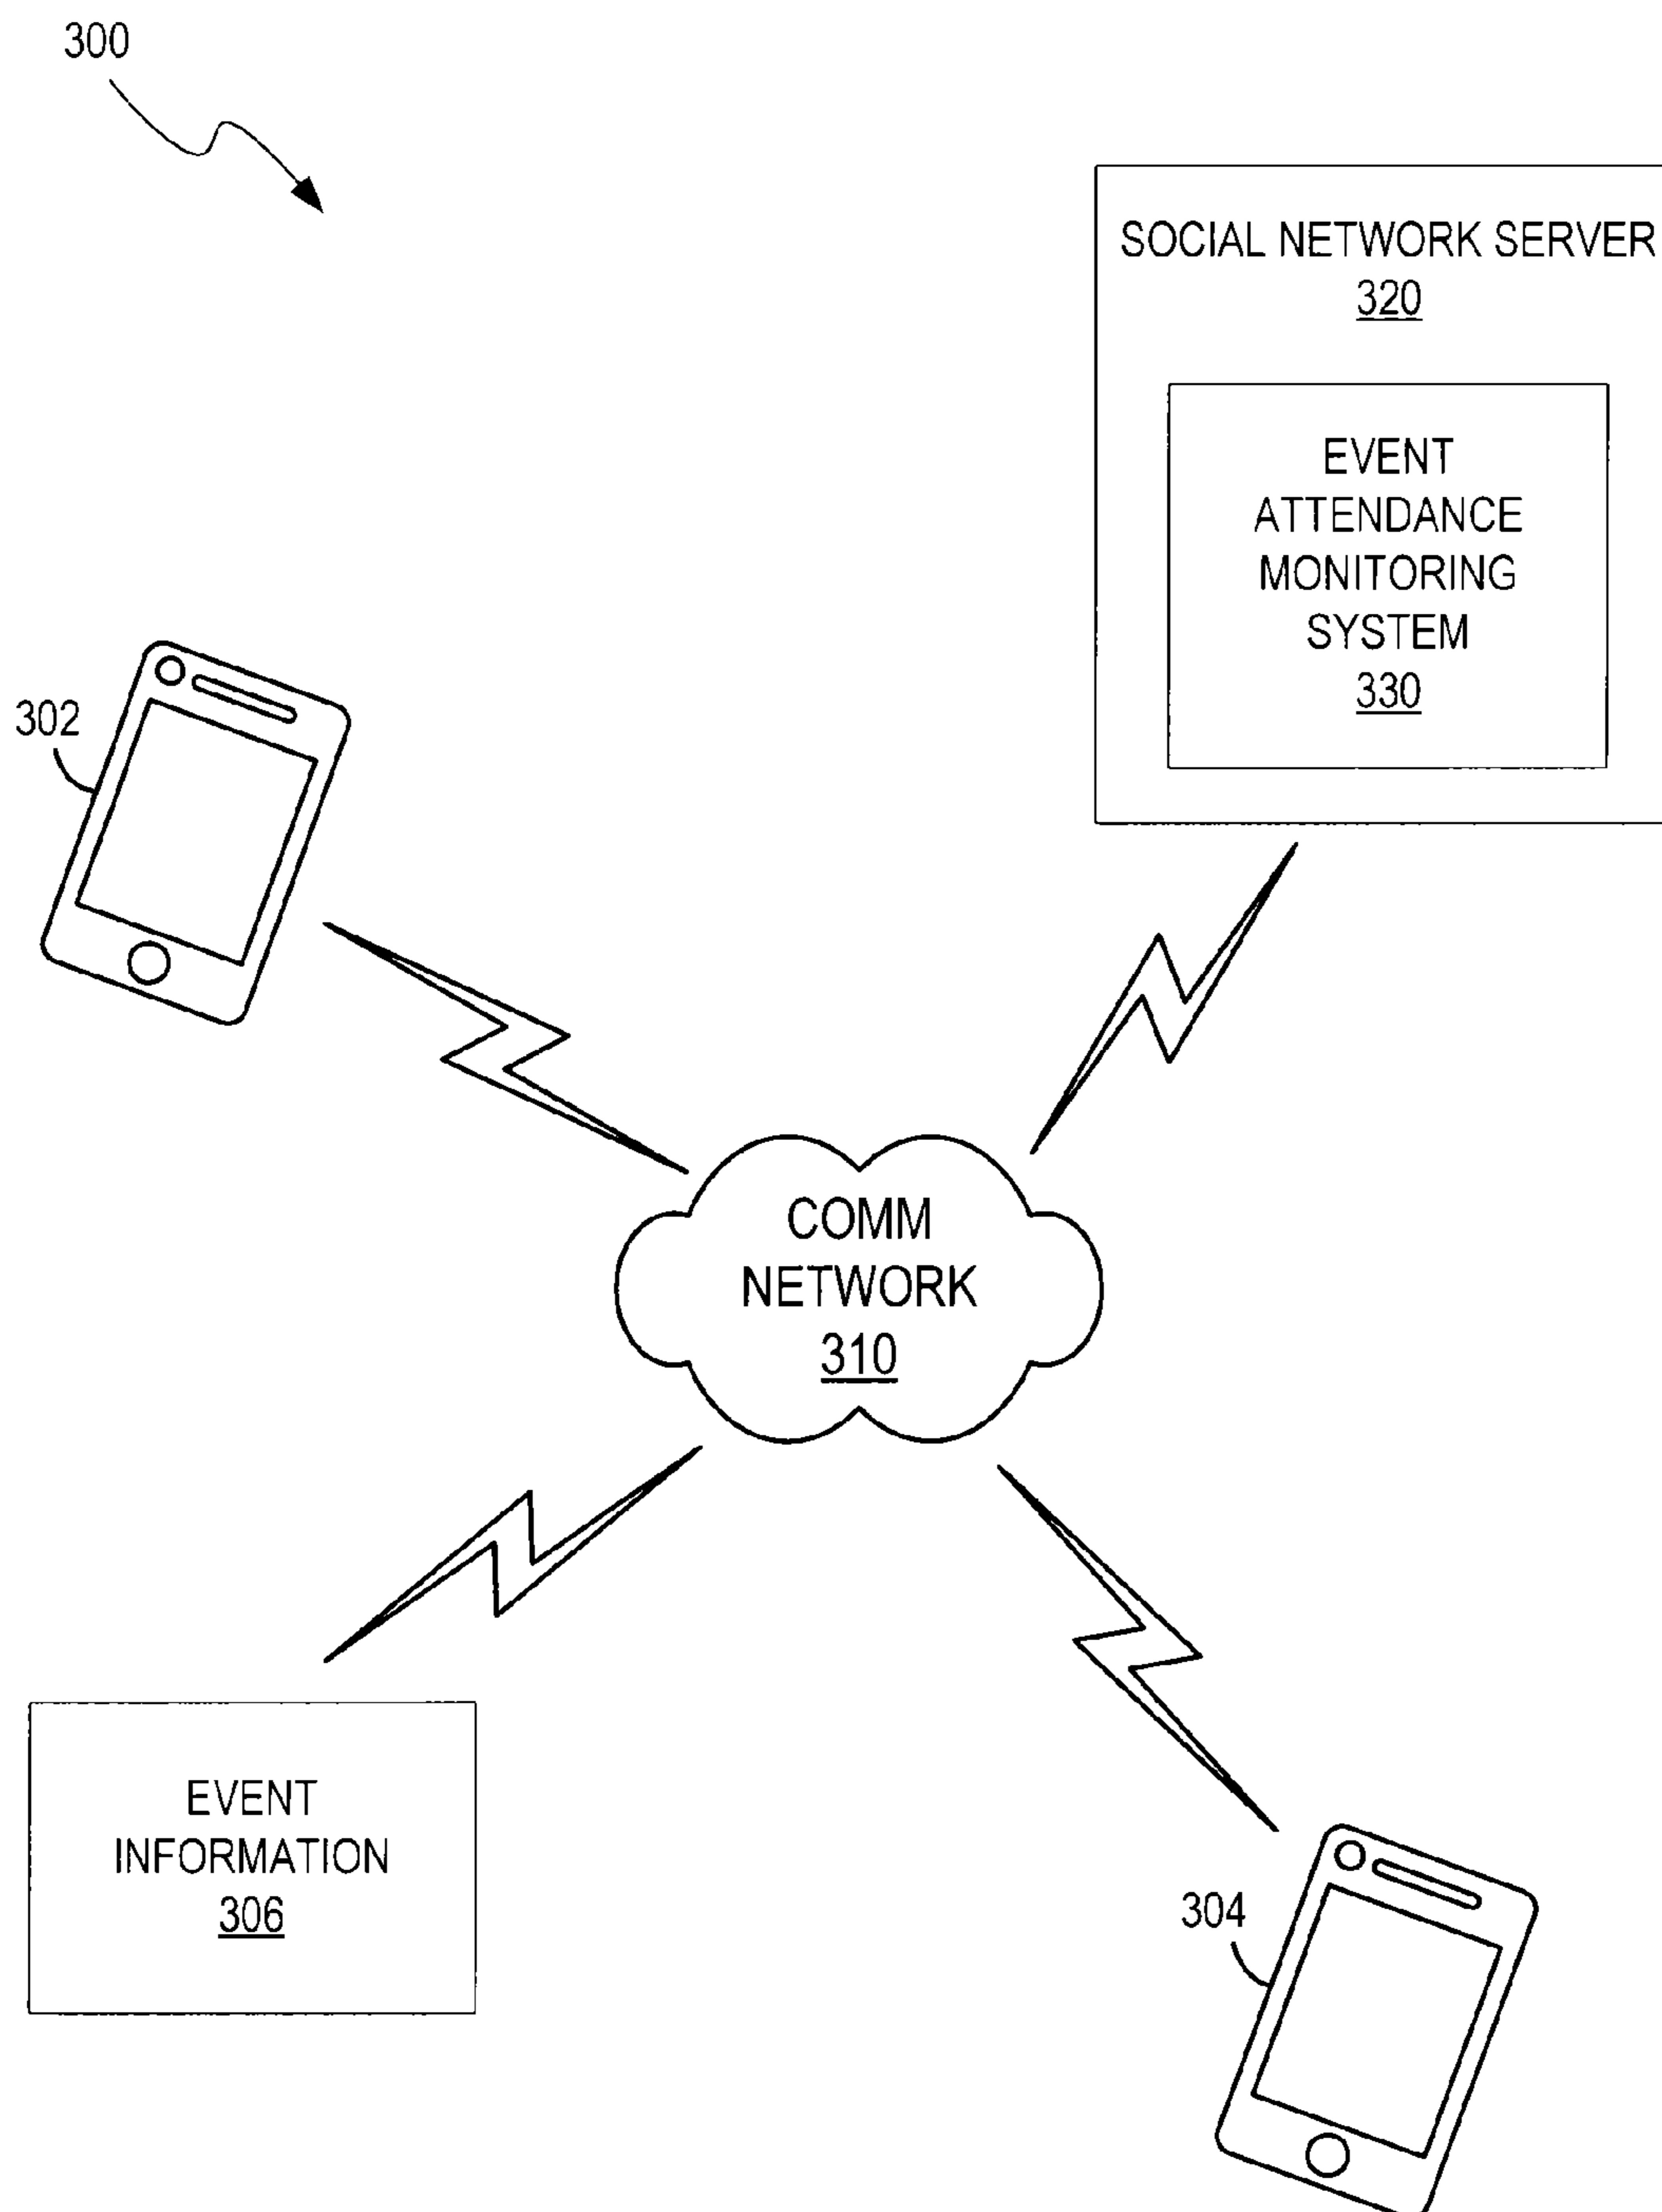 300
SOCIAL NETWORK SERVER
320
EVENT
ATTENDANCE
MONITORING
SYSTEM
330
302
COMM
NETWORK
310
EVENT
INFORMATION
306
304